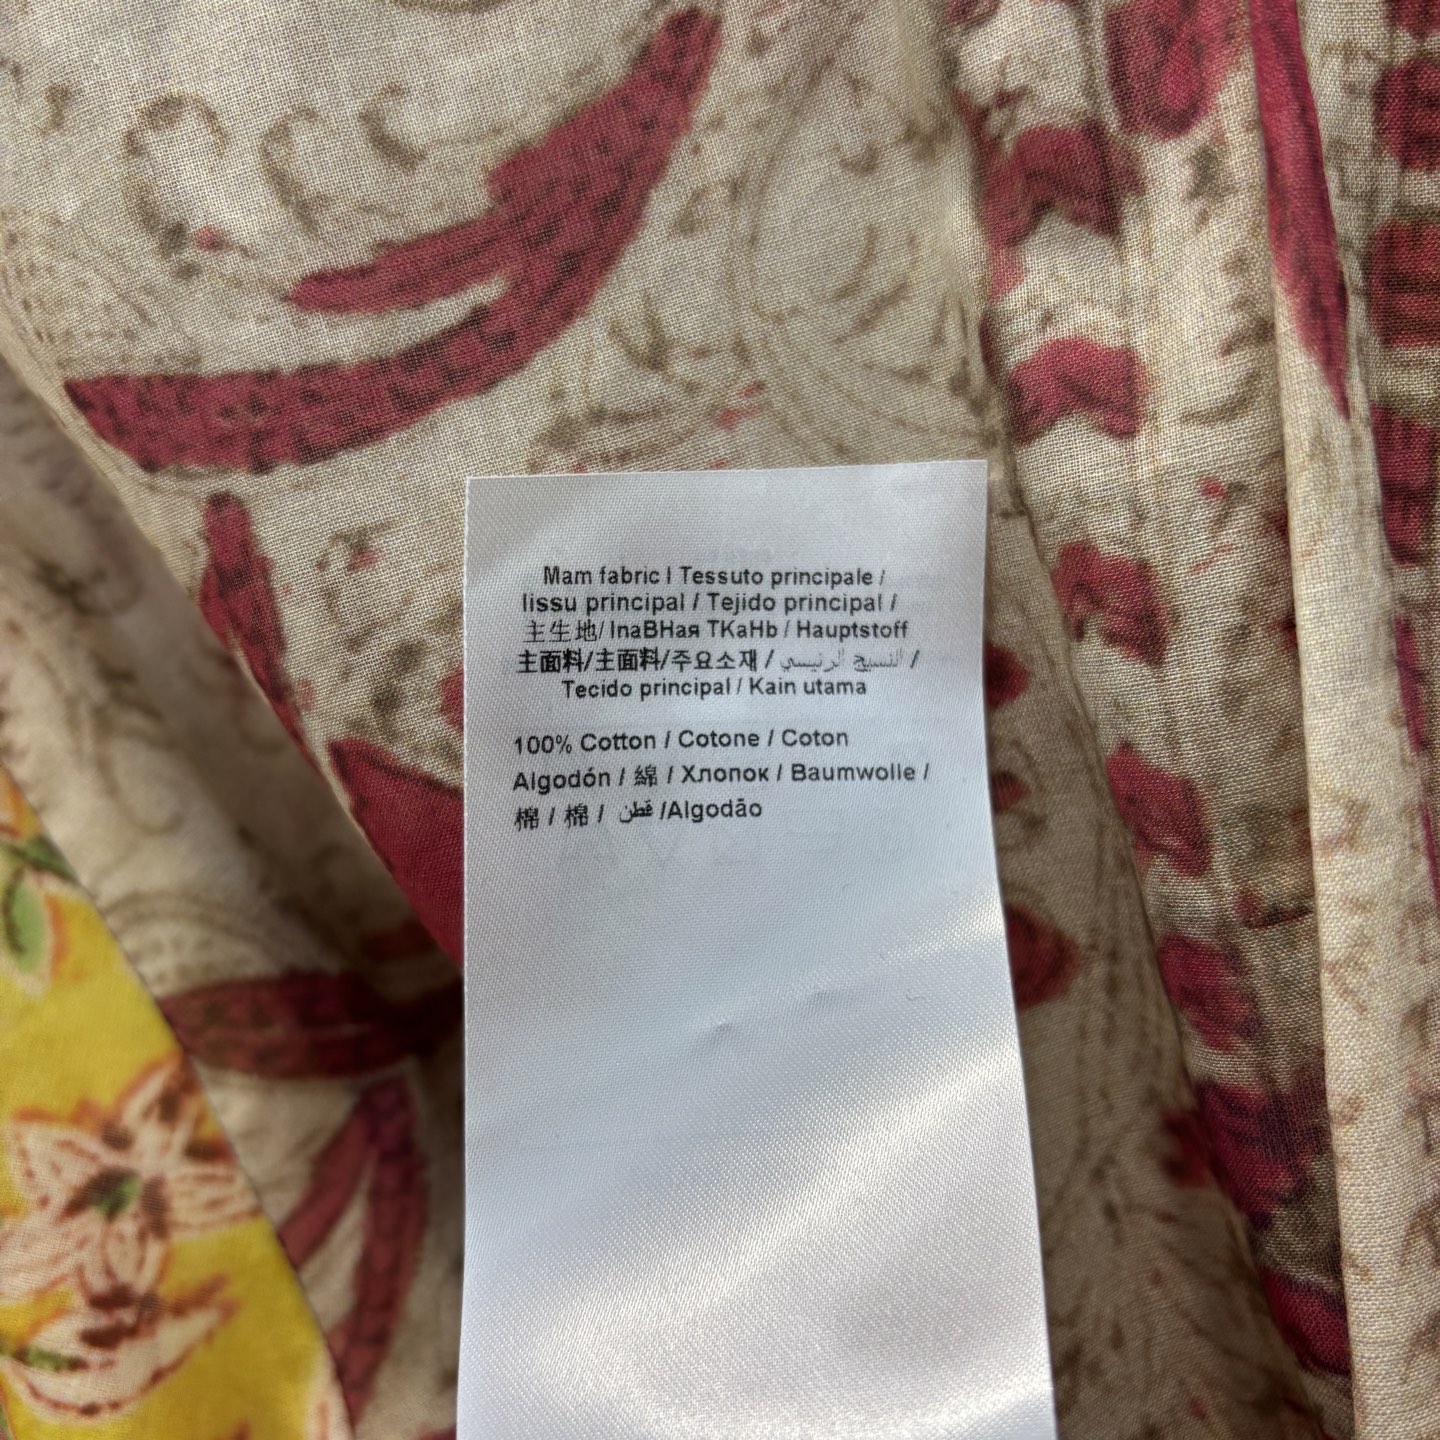 Mam fabric I Tessuto principale /
lissu principal / Tejido principal /
主生地/ InaBHaя TKaHb / Hauptstoff
主面料/主面料/주요소재 / النسيج الرئيسي /
Tecido principal / Kain utama
100% Cotton / Cotone / Coton
Algodón / 綿 / Хлопок / Baumwolle /
棉 / 棉 / قطن /Algodão